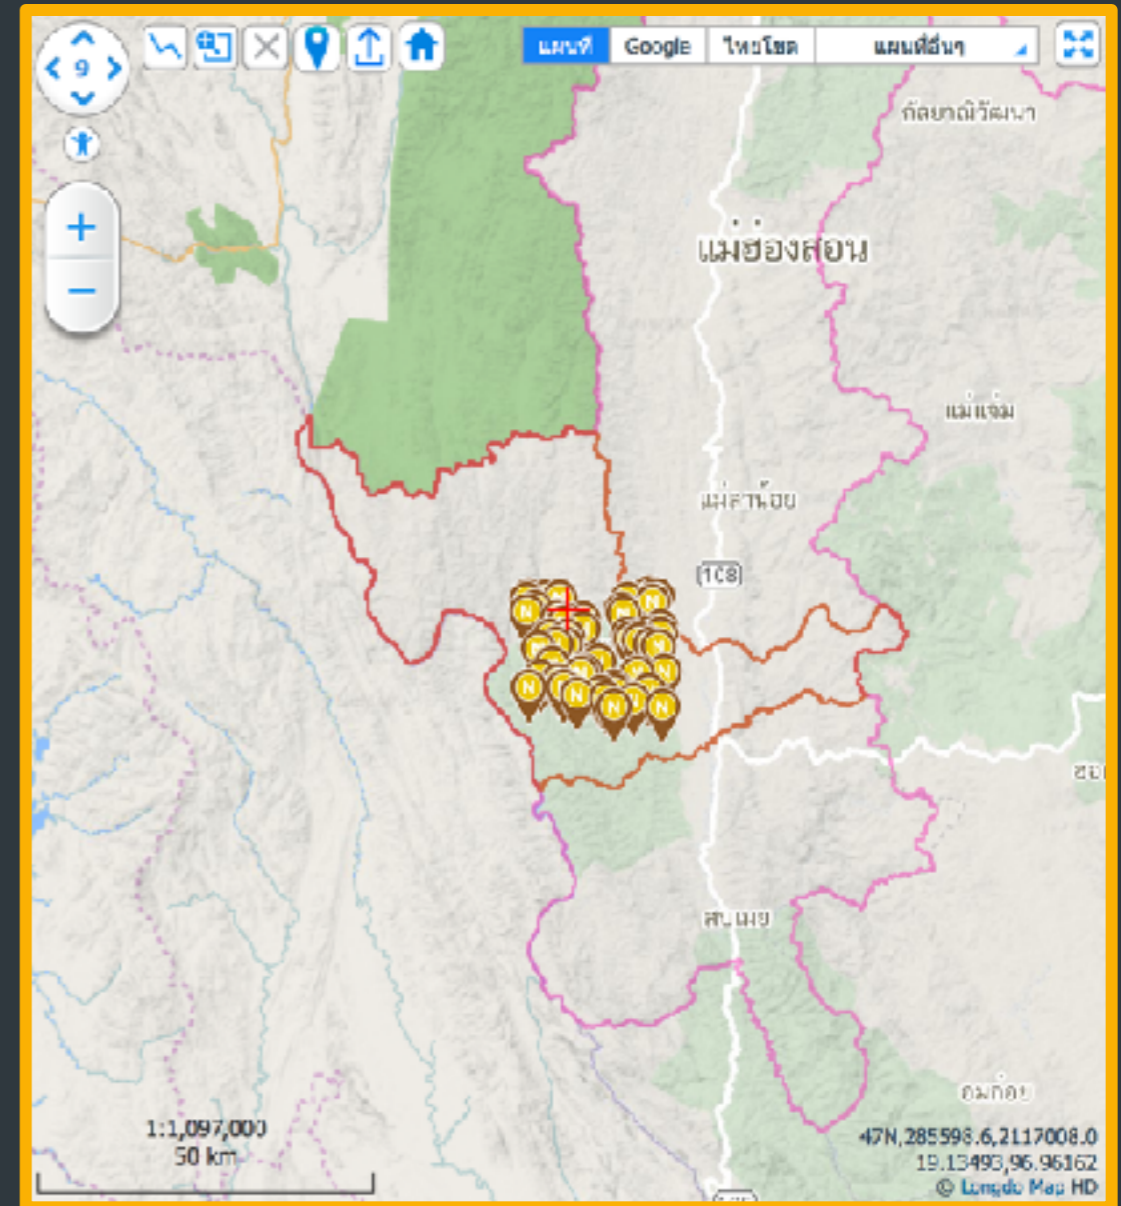 9
แผนที่ Google ไทยโชต แผนที่อื่นๆ
กัลยาณิวัฒนา
แม่ฮ่องสอน
แม่แจ่ม
แม่ลาน้อย
108
N
สบเมย
อมก๋อย
1:1,097,000
50 km
47N,285598.6,2117008.0
19.13493,96.96162
© Longdo Map HD